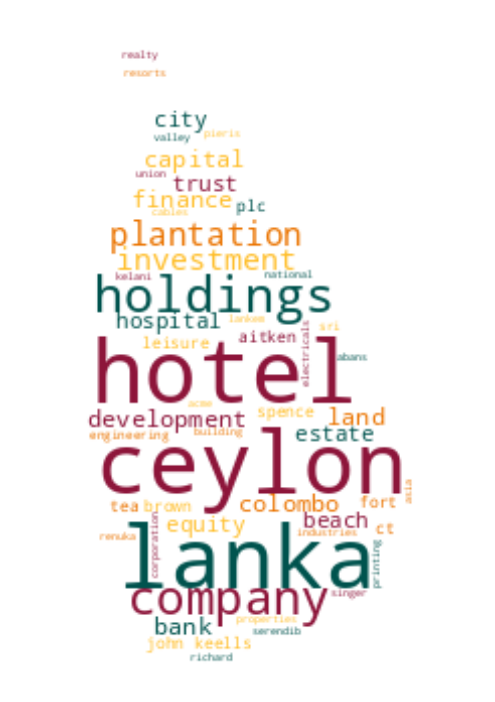 realty
resorts
city
valley pieris
capital
union trust
finance plc
cables
plantation
investment
kelani national
holdings
hospital lankem sri
leisure aitken electricals
hotel abans
acme
development spence land
engineering building estate
ceylon asia
tea brown colombo fort
equity beach ct
renuka corporation industries
lanka printing
company singer
bank properties
serendib
john keells
richard